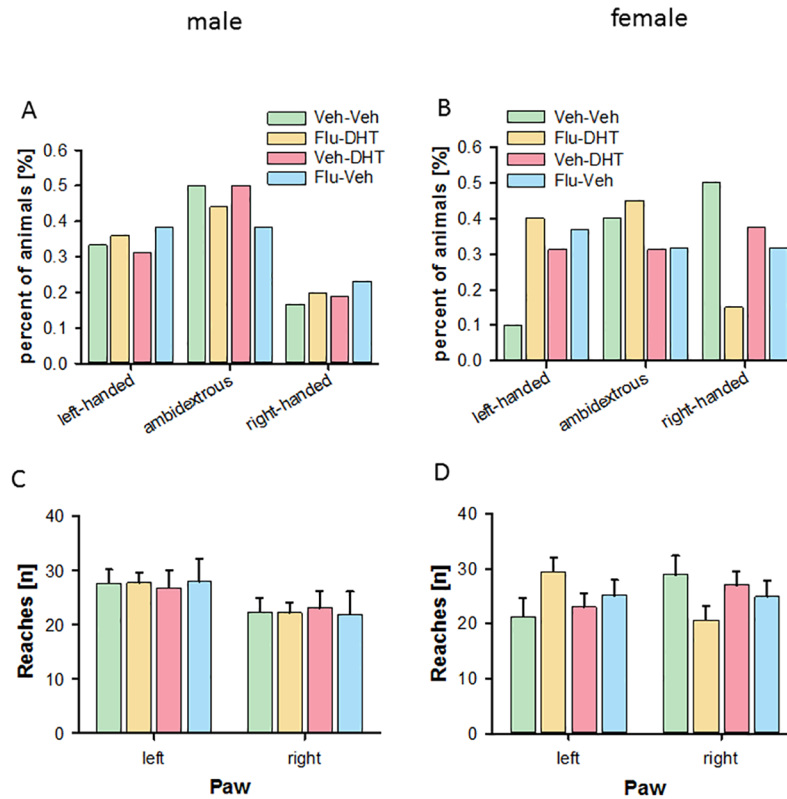 male
female
A
Veh-Veh
Flu-DHT
Veh-DHT
Flu-Veh
percent of animals [%]
0.6
0.5
0.4
0.3
0.2
0.1
0.0
left-handed
ambidextrous
right-handed
B
Veh-Veh
Flu-DHT
Veh-DHT
Flu-Veh
percent of animals [%]
0.6
0.5
0.4
0.3
0.2
0.1
0.0
left-handed
ambidextrous
right-handed
C
Reaches [n]
40
30
20
10
0
left
right
Paw
D
Reaches [n]
40
30
20
10
0
left
right
Paw